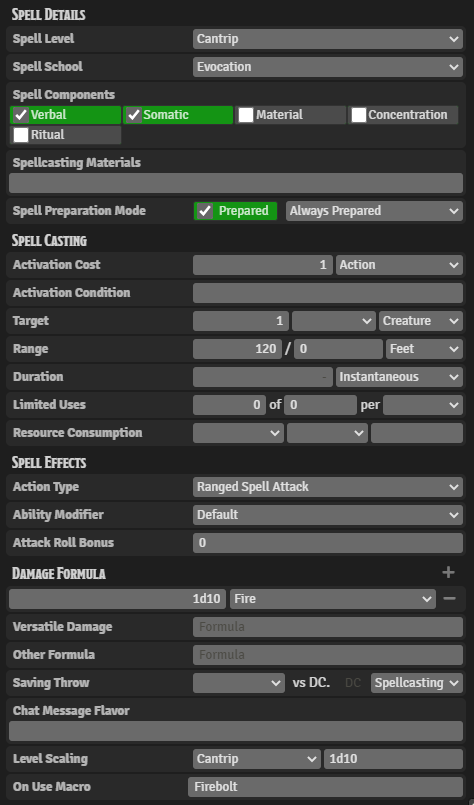 Spell Details
Spell Level Cantrip
Spell School Evocation
Spell Components
Verbal Somatic Material Concentration
Ritual
Spellcasting Materials
Spell Preparation Mode Prepared Always Prepared
Spell Casting
Activation Cost 1 Action
Activation Condition
Target 1 Creature
Range 120 / 0 Feet
Duration - Instantaneous
Limited Uses 0 of 0 per
Resource Consumption
Spell Effects
Action Type Ranged Spell Attack
Ability Modifier Default
Attack Roll Bonus 0
Damage Formula +
1d10 Fire −
Versatile Damage Formula
Other Formula Formula
Saving Throw vs DC. DC Spellcasting
Chat Message Flavor
Level Scaling Cantrip 1d10
On Use Macro Firebolt